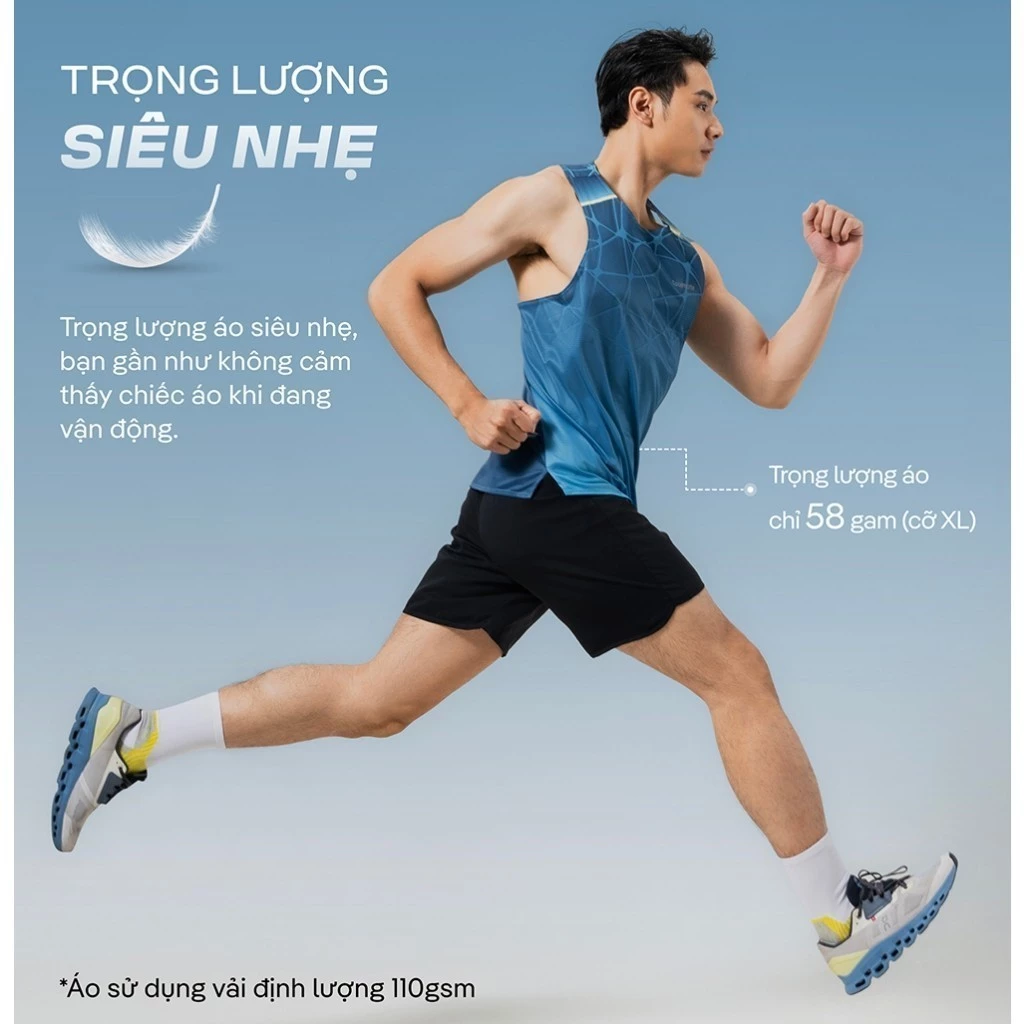 TRỌNG LƯỢNG
SIÊU NHẸ
Trọng lượng áo siêu nhẹ,
bạn gần như không cảm
thấy chiếc áo khi đang
vận động.
Trọng lượng áo
chỉ 58 gam (cỡ XL)
*Áo sử dụng vải định lượng 110gsm